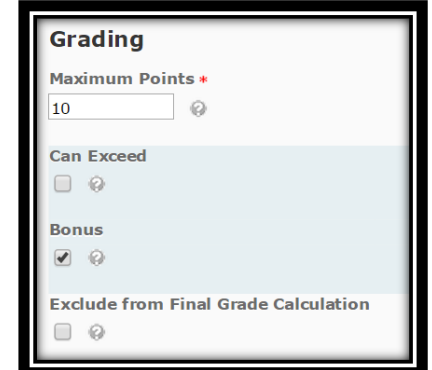 Grading
Maximum Points *
10
Can Exceed
Bonus
Exclude from Final Grade Calculation